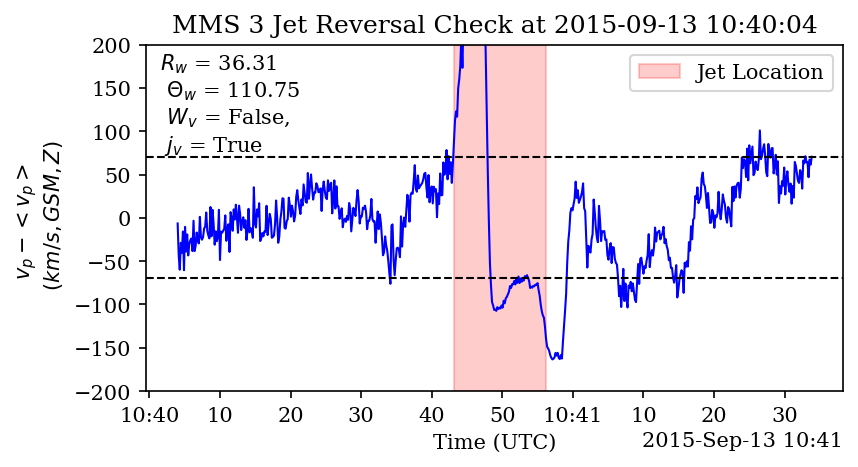 MMS 3 Jet Reversal Check at 2015-09-13 10:40:04
v_p − < v_p >
(km/s, GSM, Z)
200
150
100
50
0
−50
−100
−150
−200
R_w = 36.31
Θ_w = 110.75
W_v = False,
j_v = True
Jet Location
10:40 10 20 30 40 50 10:41 10 20 30
Time (UTC)
2015-Sep-13 10:41